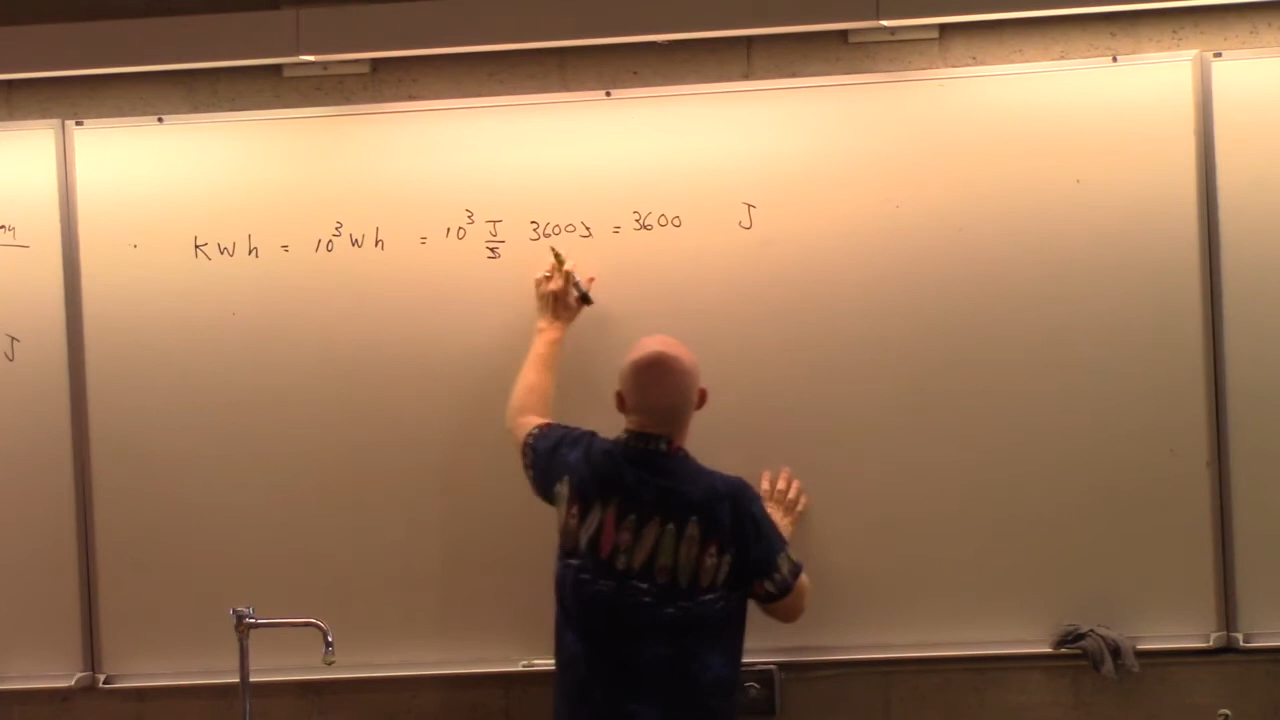 KWh = 10³ Wh = 10³ J/s 3600s = 3600 J
J